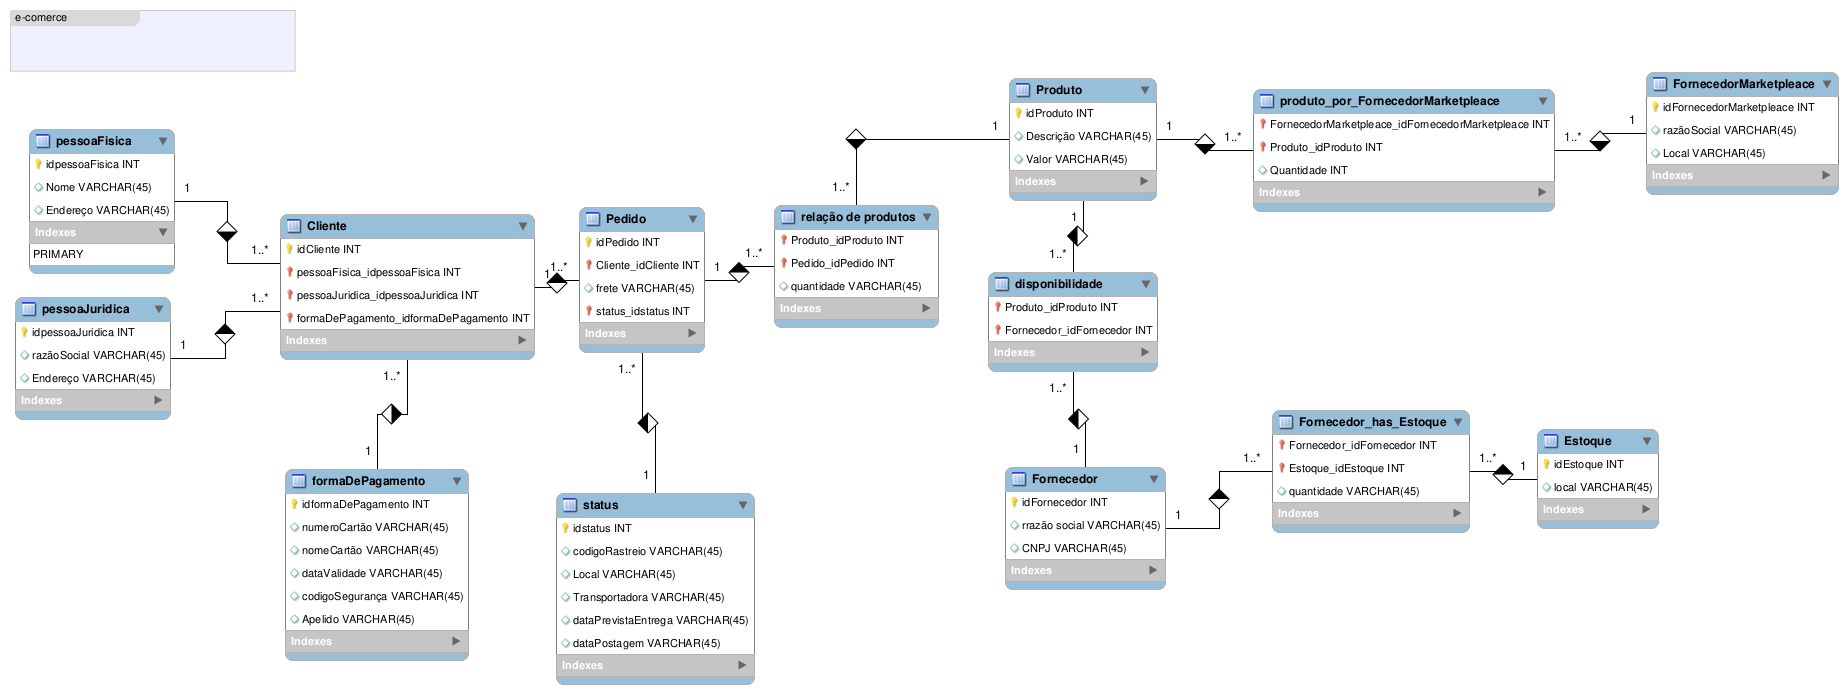 e-comerce
pessoaFisica
idpessoaFisica INT
Nome VARCHAR(45)
Endereço VARCHAR(45)
Indexes
PRIMARY
1
1..*
pessoaJuridica
idpessoaJuridica INT
razãoSocial VARCHAR(45)
Endereço VARCHAR(45)
Indexes
1
1..*
Cliente
idCliente INT
pessoaFisica_idpessoaFisica INT
pessoaJuridica_idpessoaJuridica INT
formaDePagamento_idformaDePagamento INT
Indexes
1..*
1
formaDePagamento
idformaDePagamento INT
numeroCartão VARCHAR(45)
nomeCartão VARCHAR(45)
dataValidade VARCHAR(45)
codigoSegurança VARCHAR(45)
Apelido VARCHAR(45)
Indexes
1
1..*
Pedido
idPedido INT
Cliente_idCliente INT
frete VARCHAR(45)
status_idstatus INT
Indexes
1..*
1
status
idstatus INT
codigoRastreio VARCHAR(45)
Local VARCHAR(45)
Transportadora VARCHAR(45)
dataPrevistaEntrega VARCHAR(45)
dataPostagem VARCHAR(45)
Indexes
1
1..*
relação de produtos
Produto_idProduto INT
Pedido_idPedido INT
quantidade VARCHAR(45)
Indexes
1..*
1
Produto
idProduto INT
Descrição VARCHAR(45)
Valor VARCHAR(45)
Indexes
1
1..*
produto_por_FornecedorMarketpleace
FornecedorMarketpleace_idFornecedorMarketpleace INT
Produto_idProduto INT
Quantidade INT
Indexes
1..*
1
FornecedorMarketpleace
idFornecedorMarketpleace INT
razãoSocial VARCHAR(45)
Local VARCHAR(45)
Indexes
1
1..*
disponibilidade
Produto_idProduto INT
Fornecedor_idFornecedor INT
Indexes
1..*
1
Fornecedor
idFornecedor INT
rrazão social VARCHAR(45)
CNPJ VARCHAR(45)
Indexes
1
1..*
Fornecedor_has_Estoque
Fornecedor_idFornecedor INT
Estoque_idEstoque INT
quantidade VARCHAR(45)
Indexes
1..*
1
Estoque
idEstoque INT
local VARCHAR(45)
Indexes